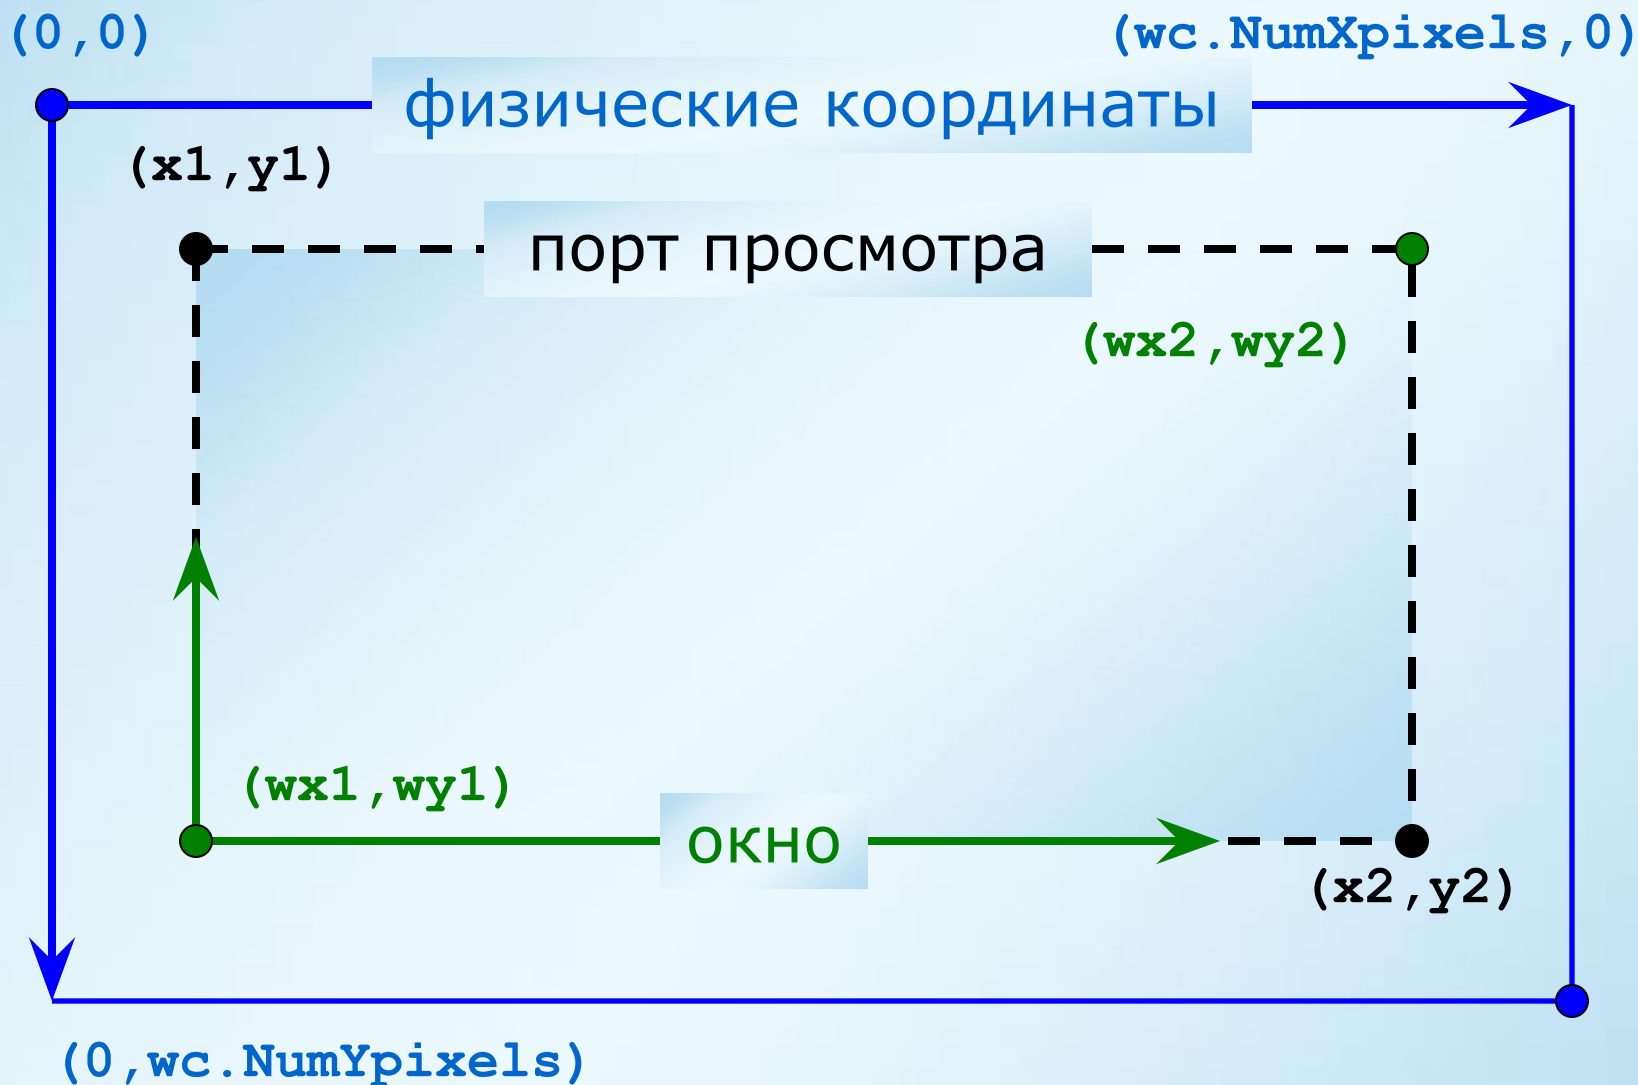 (0,0)
(wc.NumXpixels,0)
физические координаты
(x1,y1)
порт просмотра
(wx2,wy2)
(wx1,wy1)
окно
(x2,y2)
(0,wc.NumYpixels)